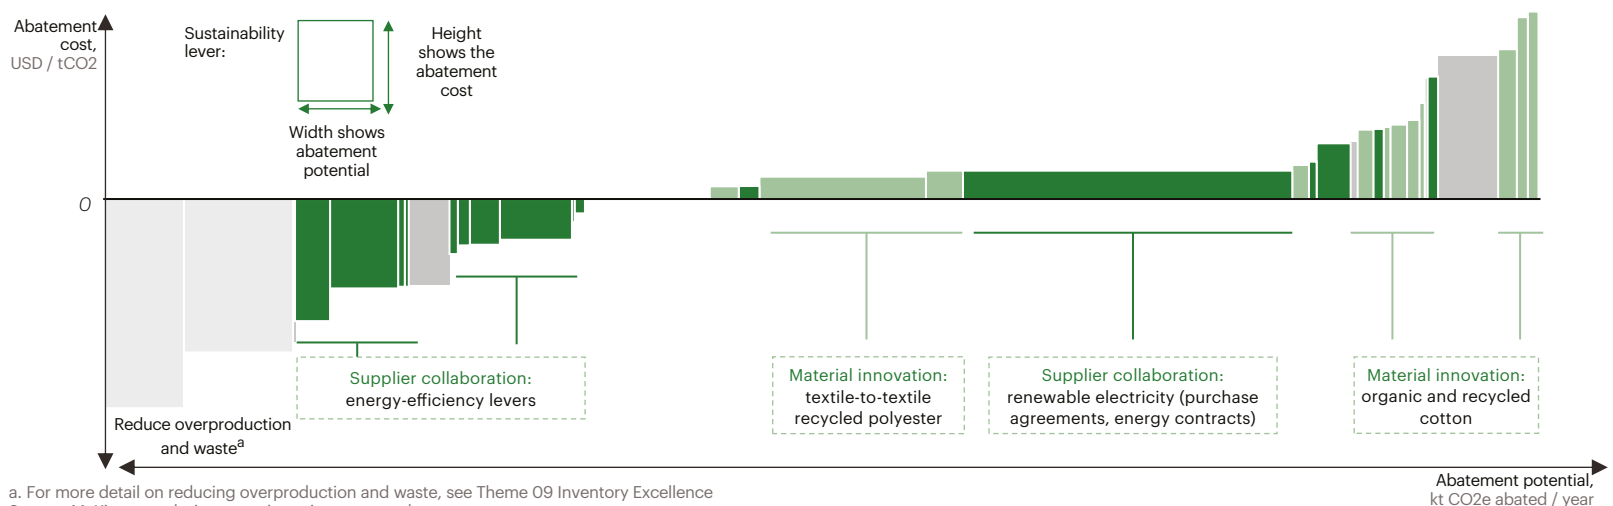 Abatement
cost,
USD / tCO2
Sustainability
lever:
Height
shows the
abatement
cost
Width shows
abatement
potential
0
Reduce overproduction
and wasteª
Supplier collaboration:
energy-efficiency levers
Material innovation:
textile-to-textile
recycled polyester
Supplier collaboration:
renewable electricity (purchase
agreements, energy contracts)
Material innovation:
organic and recycled
cotton
Abatement potential,
kt CO2e abated / year
a. For more detail on reducing overproduction and waste, see Theme 09 Inventory Excellence